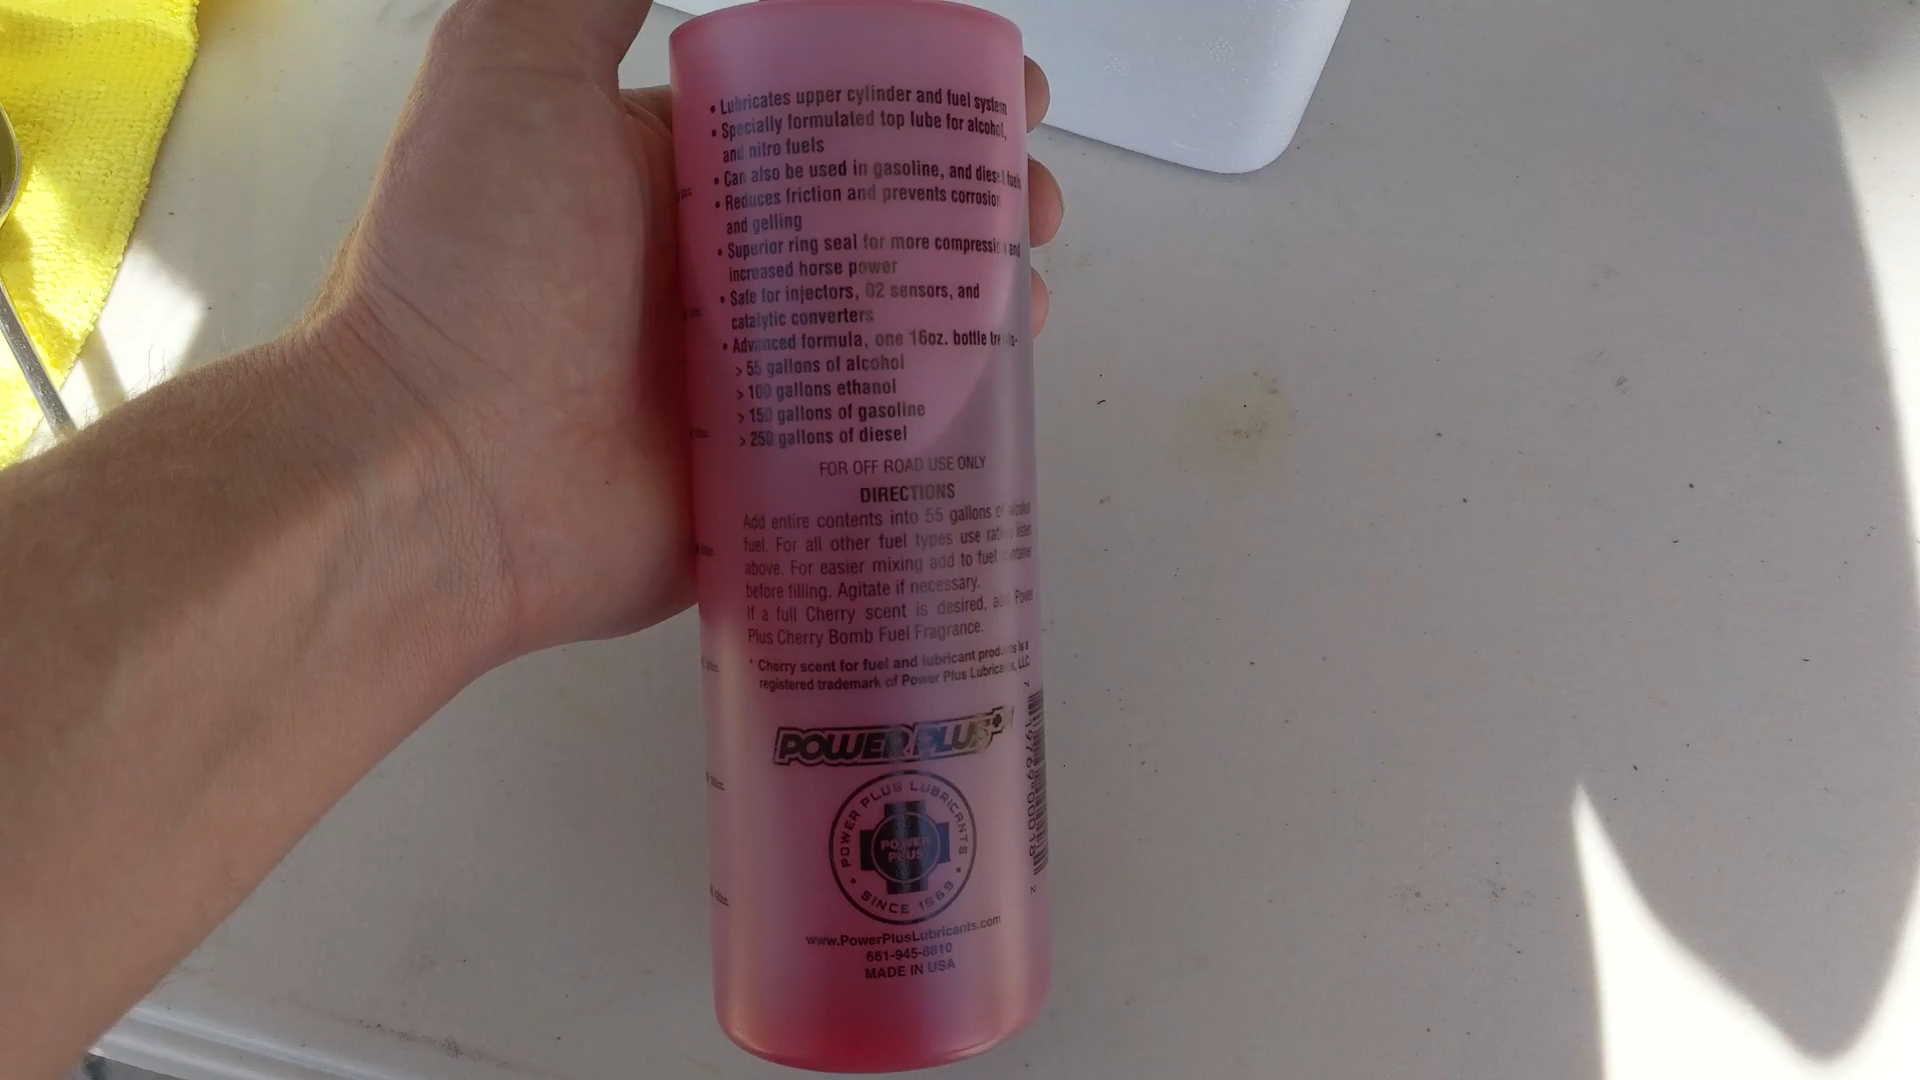 • Lubricates upper cylinder and fuel system
• Specially formulated top lube for alcohol,
and nitro fuels
• Can also be used in gasoline, and diesel fuels
• Reduces friction and prevents corrosion
and gelling
• Superior ring seal for more compression and
increased horse power
• Safe for injectors, O2 sensors, and
catalytic converters
• Advanced formula, one 16oz. bottle treats-
> 55 gallons of alcohol
> 100 gallons ethanol
> 150 gallons of gasoline
> 250 gallons of diesel
FOR OFF ROAD USE ONLY
DIRECTIONS
Add entire contents into 55 gallons of alcohol
fuel. For all other fuel types use ratios listed
above. For easier mixing add to fuel container
before filling. Agitate if necessary.
If a full Cherry scent is desired, add Power
Plus Cherry Bomb Fuel Fragrance.
* Cherry scent for fuel and lubricant products is a
registered trademark of Power Plus Lubricants, LLC
POWER PLUS
POWER PLUS LUBRICANTS
POWER
PLUS
• SINCE 1969 •
www.PowerPlusLubricants.com
661-945-8810
MADE IN USA